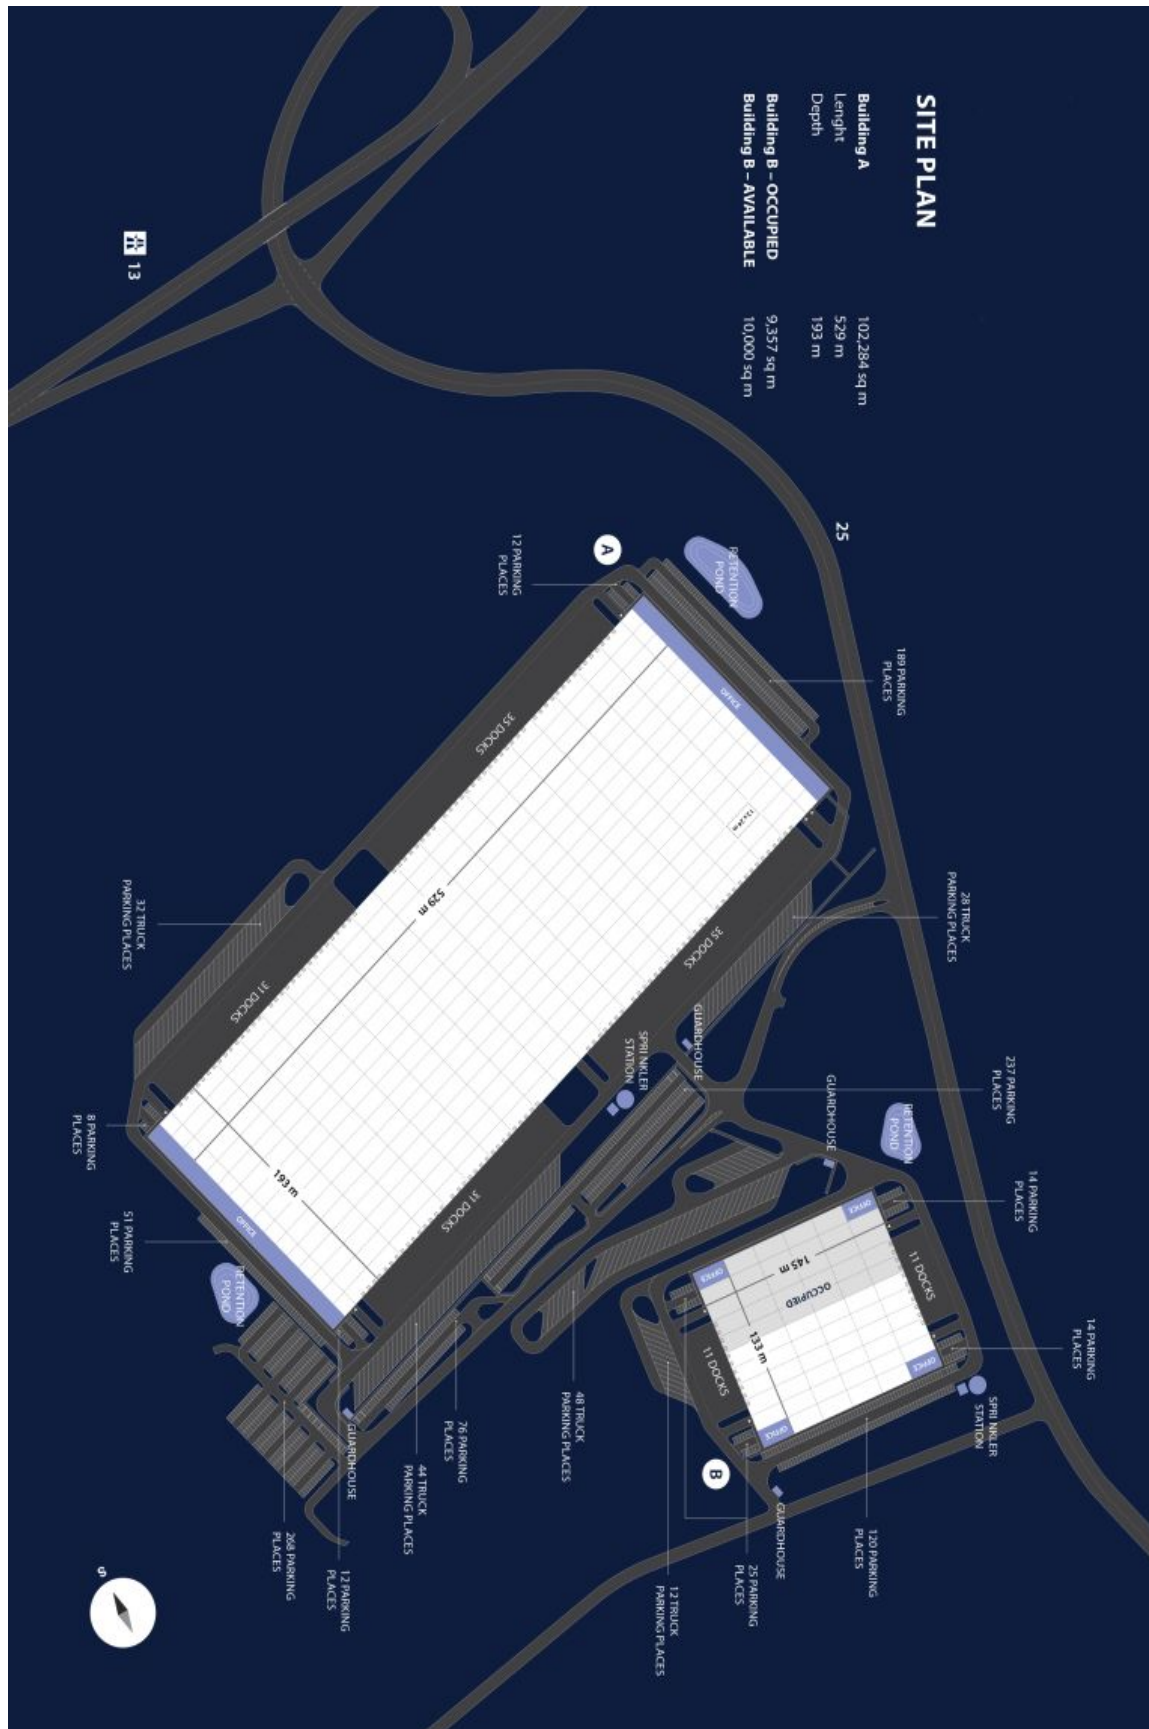 SITE PLAN
Building A 102,284 sq m
Lenght 529 m
Depth 193 m
Building B – OCCUPIED 9,357 sq m
Building B – AVAILABLE 10,000 sq m
13
25
A
RETENTION
POND
12 PARKING
PLACES
189 PARKING
PLACES
OFFICE
35 DOCKS
12 x 24 m
529 m
32 TRUCK
PARKING PLACES
28 TRUCK
PARKING PLACES
35 DOCKS
31 DOCKS
GUARDHOUSE
SPRINKLER
STATION
237 PARKING
PLACES
GUARDHOUSE
RETENTION
POND
8 PARKING
PLACES
193 m
31 DOCKS
14 PARKING
PLACES
51 PARKING
PLACES
OFFICE
RETENTION
POND
OFFICE
OFFICE
145 m
OCCUPIED
133 m
11 DOCKS
11 DOCKS
OFFICE
OFFICE
14 PARKING
PLACES
SPRINKLER
STATION
B
GUARDHOUSE
GUARDHOUSE
48 TRUCK
PARKING PLACES
76 PARKING
PLACES
44 TRUCK
PARKING PLACES
268 PARKING
PLACES
12 PARKING
PLACES
12 TRUCK
PARKING PLACES
25 PARKING
PLACES
120 PARKING
PLACES
S